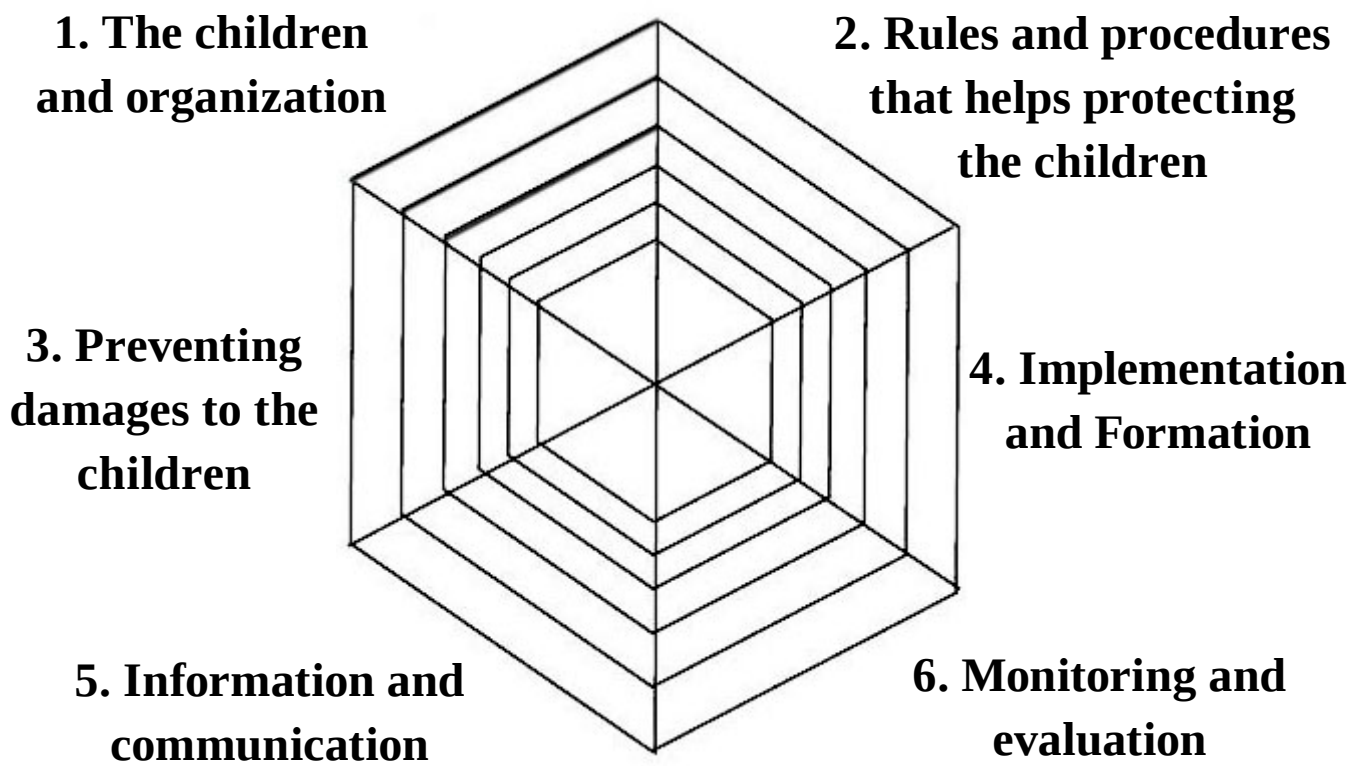 1. The children
and organization
2. Rules and procedures
that helps protecting
the children
3. Preventing
damages to the
children
4. Implementation
and Formation
5. Information and
communication
6. Monitoring and
evaluation